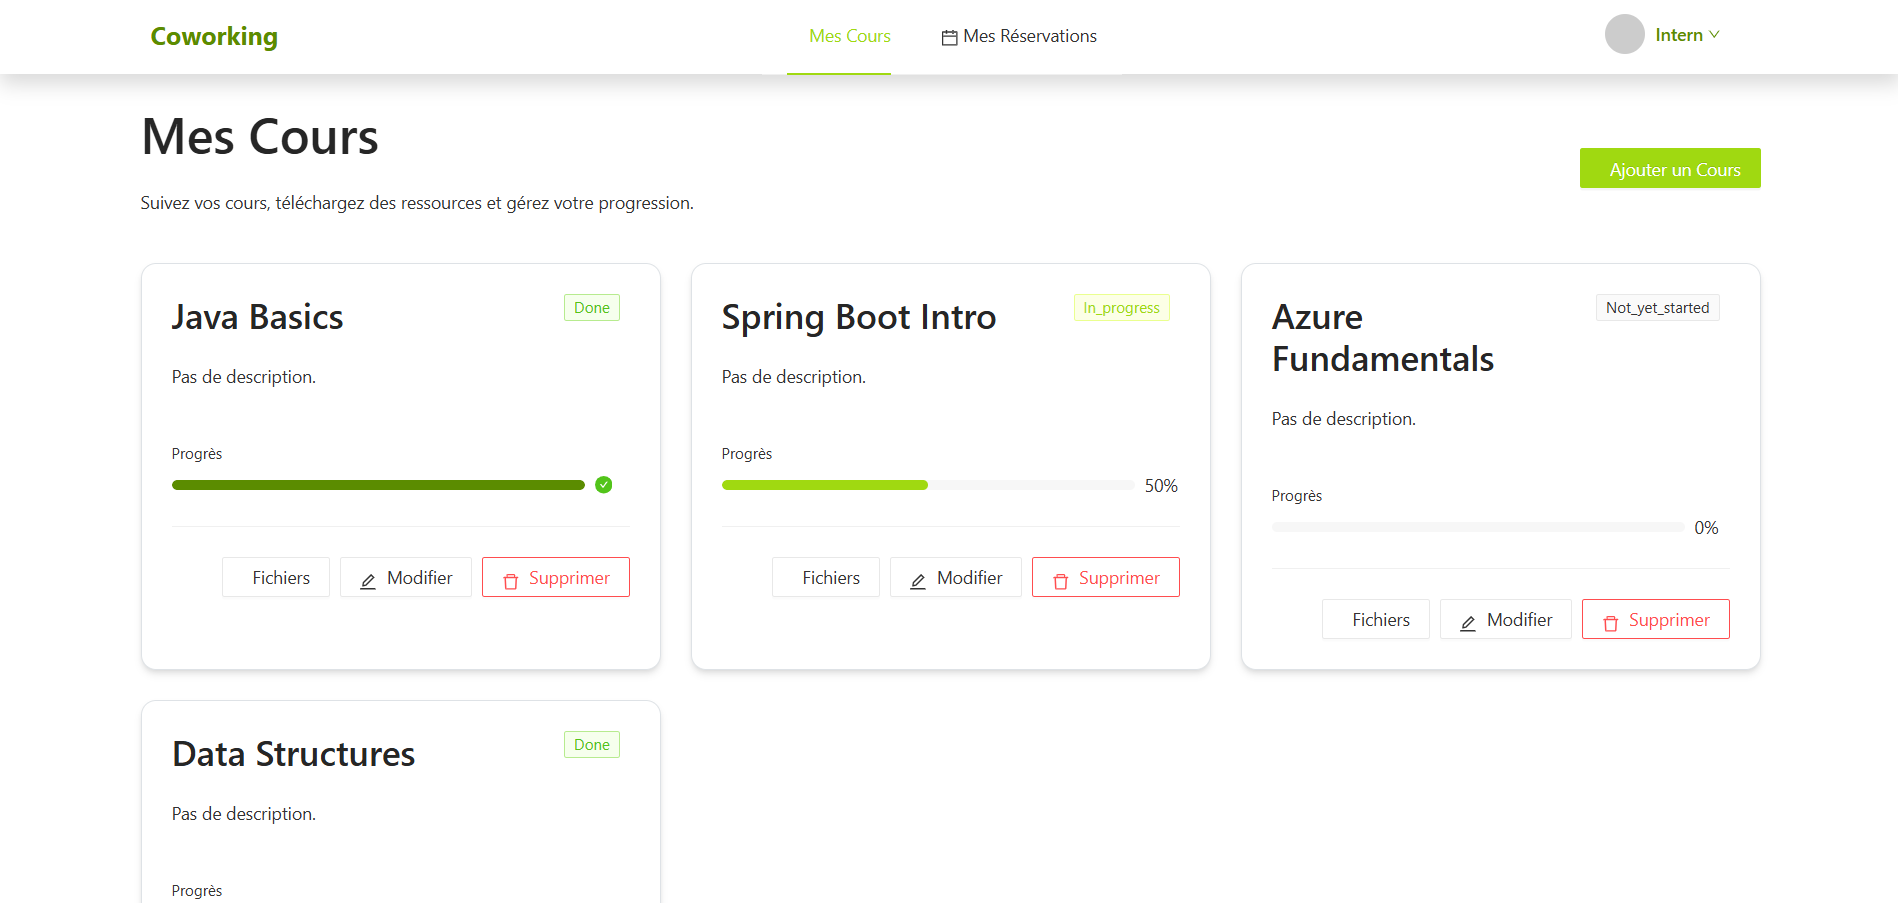 Coworking
Mes Cours
Mes Réservations
Intern
Mes Cours
Ajouter un Cours
Suivez vos cours, téléchargez des ressources et gérez votre progression.
Java Basics
Done
Pas de description.
Progrès
Fichiers
Modifier
Supprimer
Spring Boot Intro
In_progress
Pas de description.
Progrès
50%
Fichiers
Modifier
Supprimer
Azure
Fundamentals
Not_yet_started
Pas de description.
Progrès
0%
Fichiers
Modifier
Supprimer
Data Structures
Done
Pas de description.
Progrès